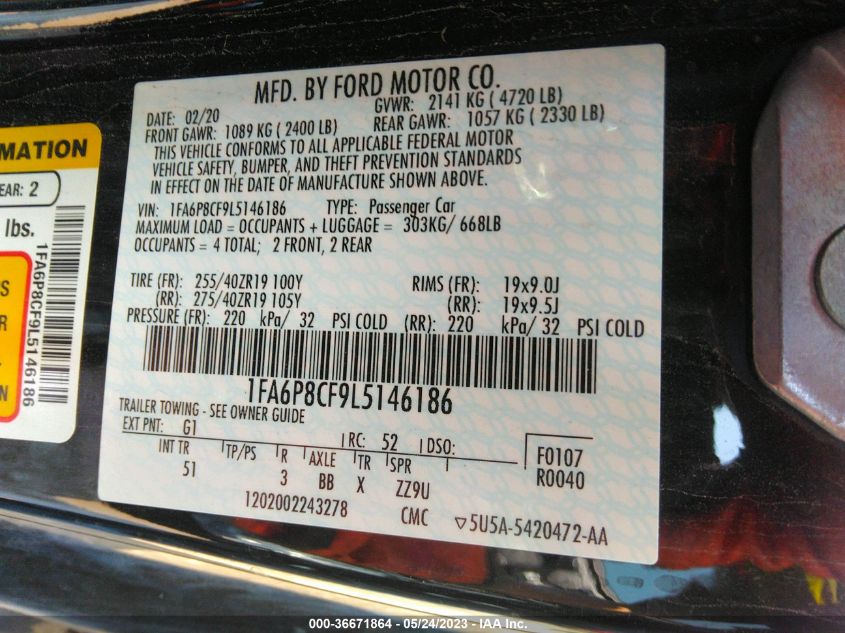 MFD. BY FORD MOTOR CO.
DATE: 02/20 GVWR: 2141 KG ( 4720 LB)
FRONT GAWR: 1089 KG ( 2400 LB) REAR GAWR: 1057 KG ( 2330 LB)
THIS VEHICLE CONFORMS TO ALL APPLICABLE FEDERAL MOTOR
VEHICLE SAFETY, BUMPER, AND THEFT PREVENTION STANDARDS
IN EFFECT ON THE DATE OF MANUFACTURE SHOWN ABOVE.
VIN: 1FA6P8CF9L5146186 TYPE: Passenger Car
MAXIMUM LOAD = OCCUPANTS + LUGGAGE = 303KG/ 668LB
OCCUPANTS = 4 TOTAL; 2 FRONT, 2 REAR
TIRE (FR): 255/40ZR19 100Y RIMS (FR): 19x9.0J
(RR): 275/40ZR19 105Y (RR): 19x9.5J
PRESSURE (FR): 220 kPa/ 32 PSI COLD (RR): 220 kPa/ 32 PSI COLD
1FA6P8CF9L5146186
TRAILER TOWING - SEE OWNER GUIDE
EXT PNT: G1 RC: 52 DSO: F0107
INT TR TP/PS R AXLE TR SPR R0040
51 3 BB X ZZ9U
1202002243278 CMC ▽5U5A-5420472-AA
RMATION
EAR: 2
lbs.
1FA6P8CF9L5146186
S
R
N
000-36671864 / 05/24/2023 / IAA Inc.